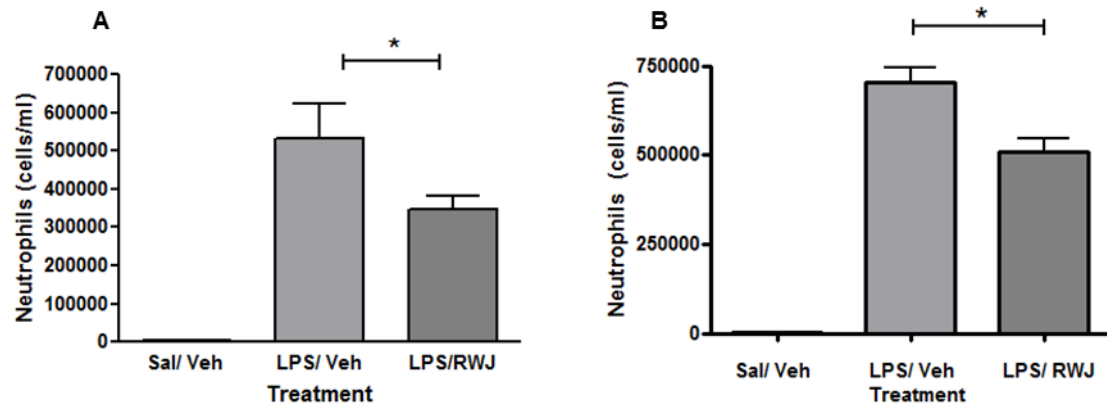 A
*
Neutrophils (cells/ml)
700000
600000
500000
400000
300000
200000
100000
0
Sal/ Veh LPS/ Veh LPS/RWJ
Treatment
B
*
Neutrophils (cells/ml)
750000
500000
250000
0
Sal/ Veh LPS/ Veh LPS/ RWJ
Treatment